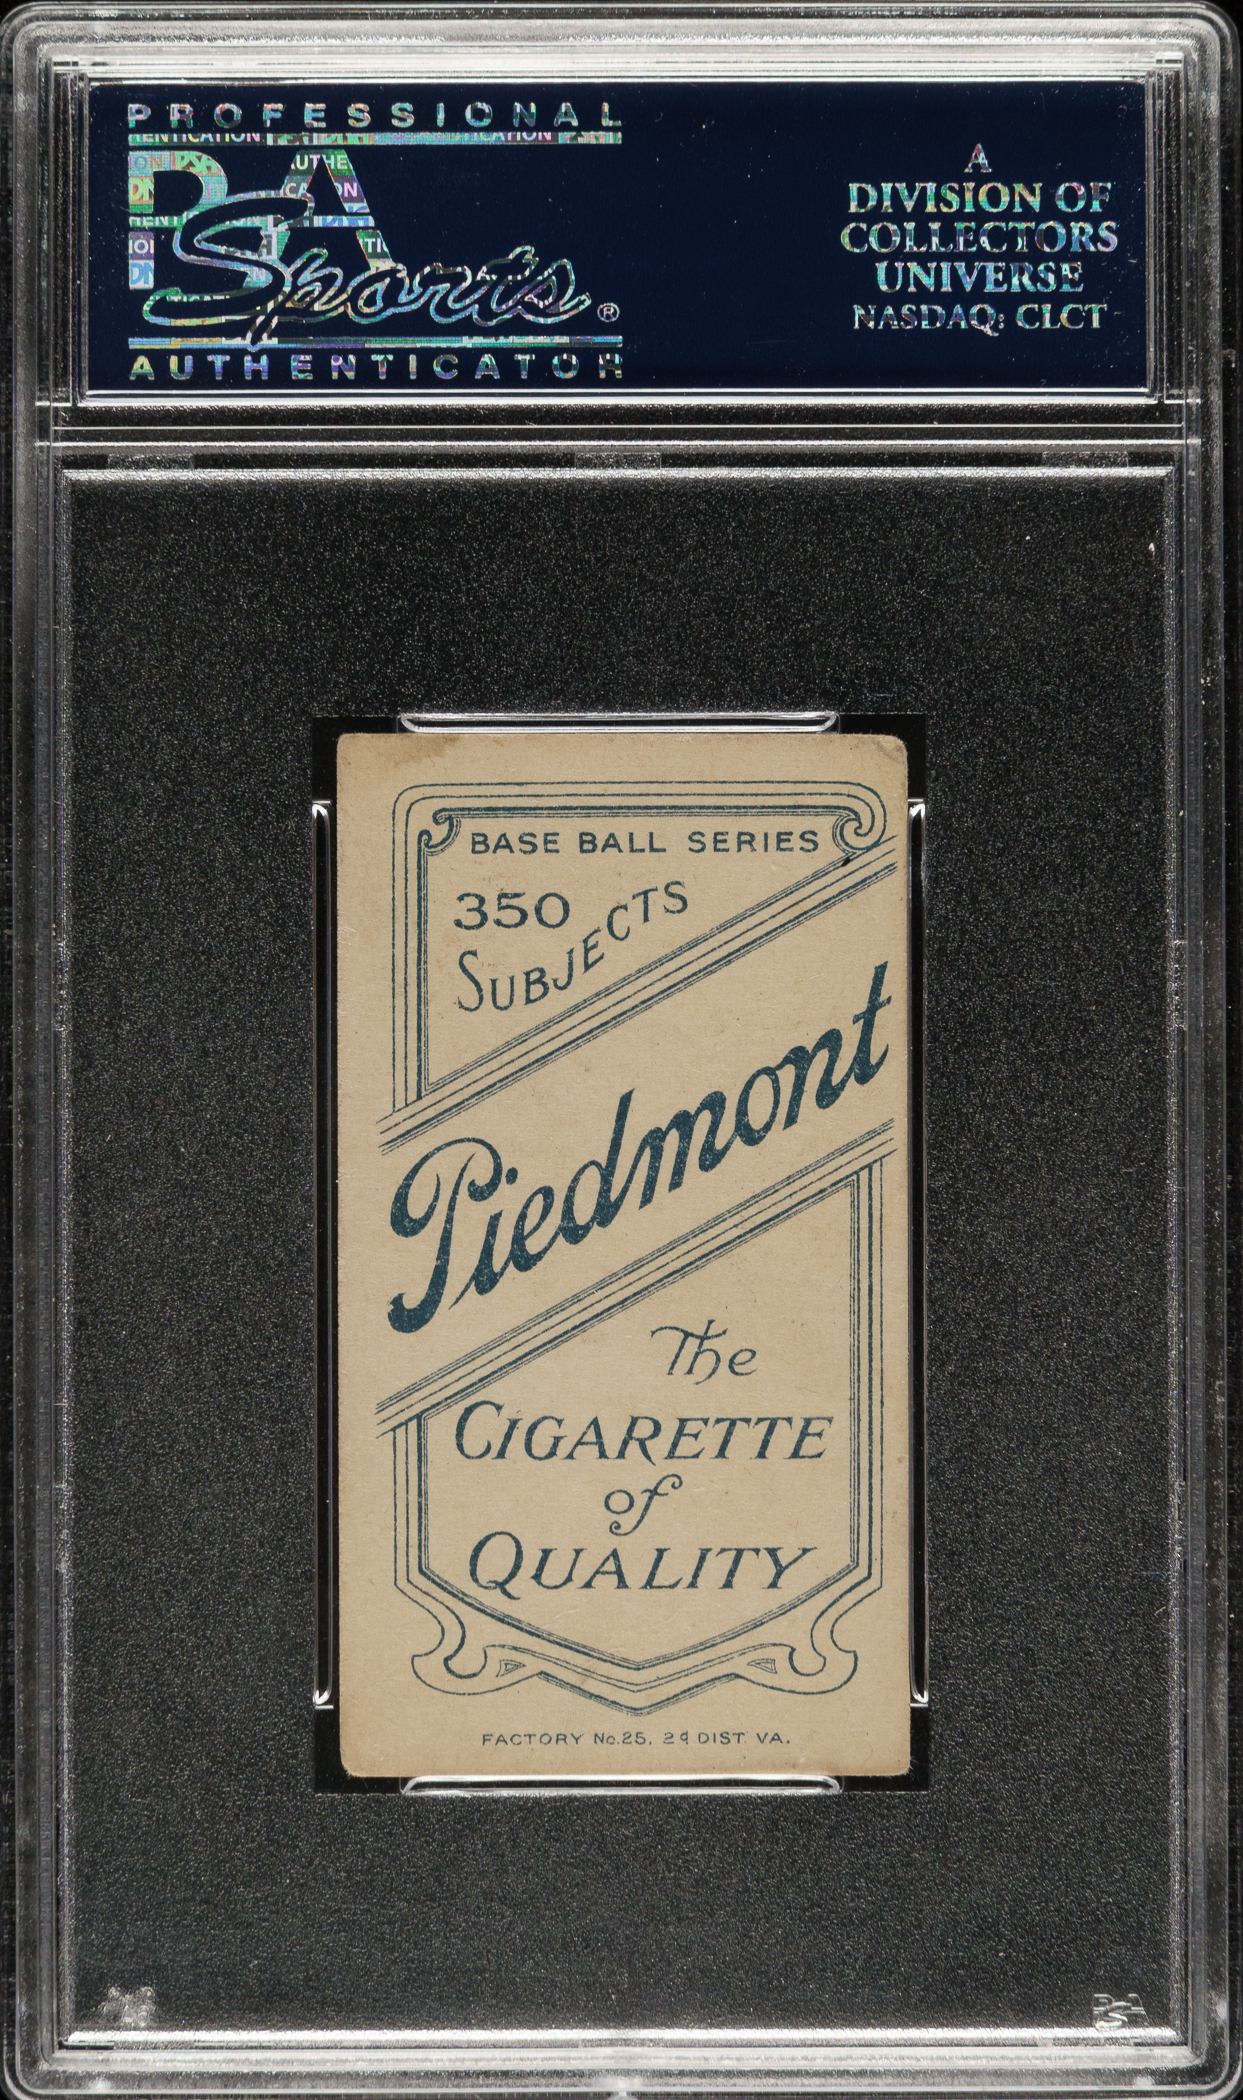 PROFESSIONAL
PSA
Sports®
AUTHENTICATOR
A
DIVISION OF
COLLECTORS
UNIVERSE
NASDAQ: CLCT
BASE BALL SERIES
350
SUBJECTS
Piedmont
The
CIGARETTE
of
QUALITY
FACTORY No. 25, 2d DIST. VA.
PSA